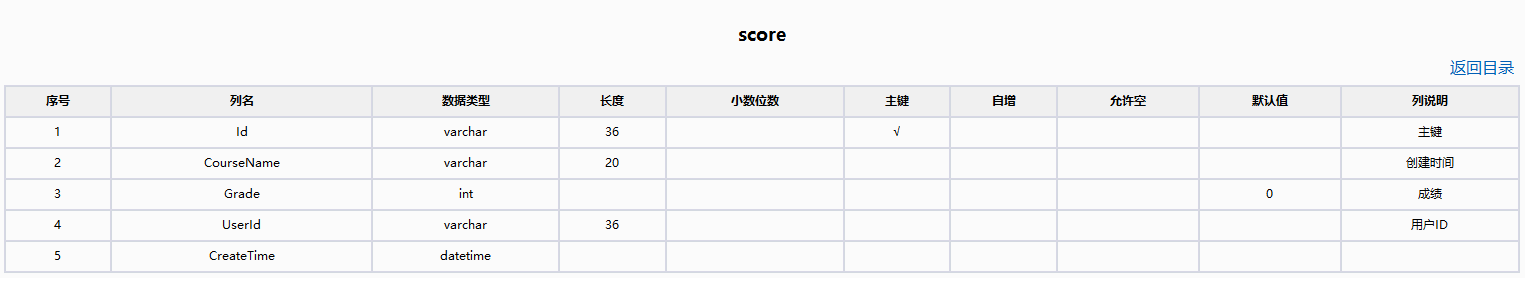 score
返回目录
序号 列名 数据类型 长度 小数位数 主键 自增 允许空 默认值 列说明
1 Id varchar 36 √ 主键
2 CourseName varchar 20 创建时间
3 Grade int 0 成绩
4 UserId varchar 36 用户ID
5 CreateTime datetime